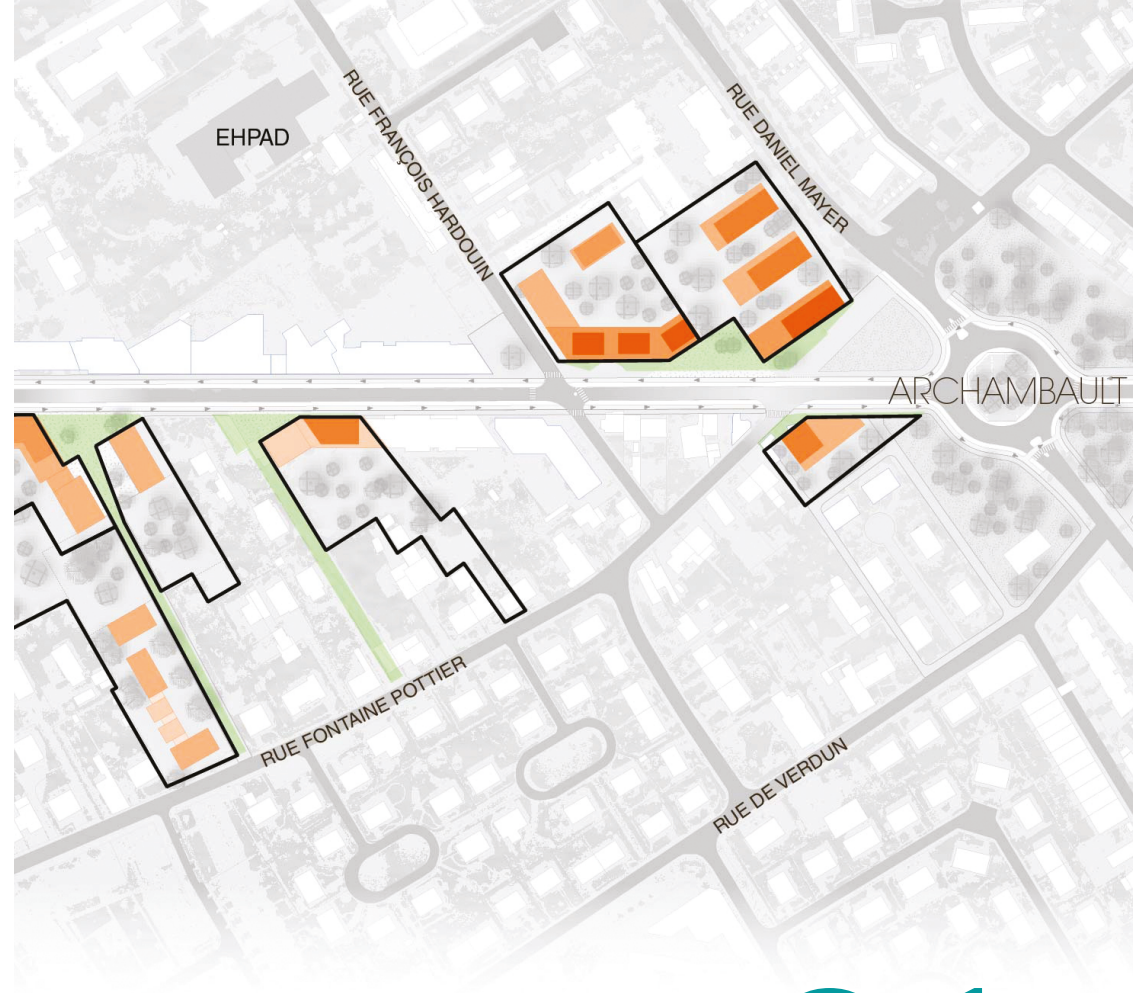 RUE FRANÇOIS HARDOUIN
RUE DANIEL MAYER
EHPAD
ARCHAMBAULT
RUE FONTAINE POTTIER
RUE DE VERDUN